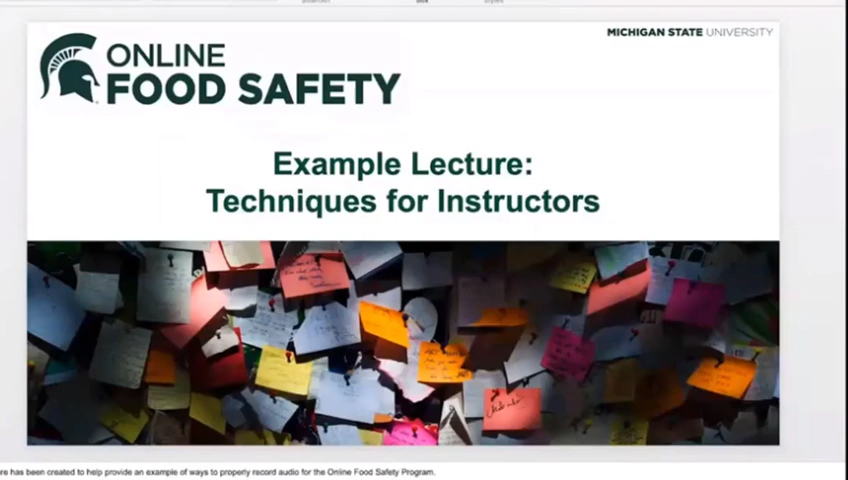 MICHIGAN STATE UNIVERSITY
ONLINE
FOOD SAFETY
Example Lecture:
Techniques for Instructors
re has been created to help provide an example of ways to properly record audio for the Online Food Safety Program.